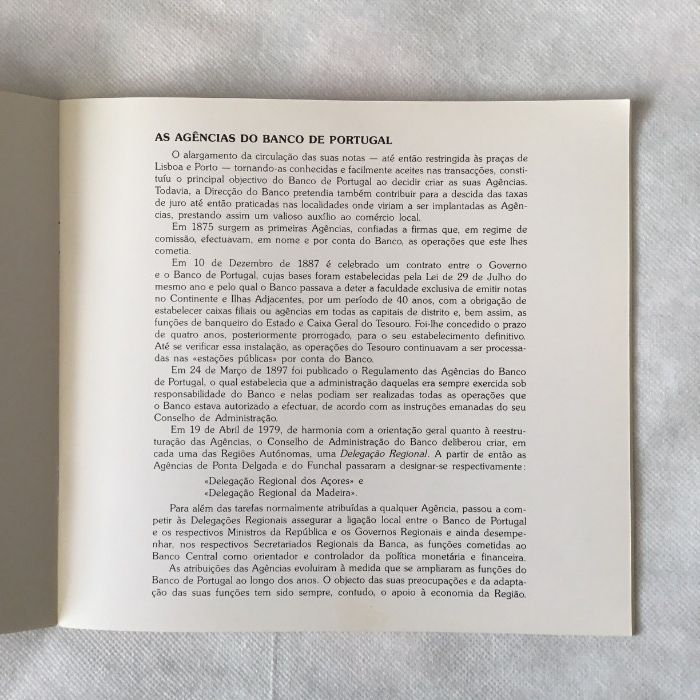 AS AGÊNCIAS DO BANCO DE PORTUGAL
O alargamento da circulação das suas notas — até então restringida às praças de
Lisboa e Porto — tornando-as conhecidas e facilmente aceites nas transacções, consti-
tuíu o principal objectivo do Banco de Portugal ao decidir criar as suas Agências.
Todavia, a Direcção do Banco pretendia também contribuir para a descida das taxas
de juro até então praticadas nas localidades onde viriam a ser implantadas as Agên-
cias, prestando assim um valioso auxílio ao comércio local.
Em 1875 surgem as primeiras Agências, confiadas a firmas que, em regime de
comissão, efectuavam, em nome e por conta do Banco, as operações que este lhes
cometia.
Em 10 de Dezembro de 1887 é celebrado um contrato entre o Governo
e o Banco de Portugal, cujas bases foram estabelecidas pela Lei de 29 de Julho do
mesmo ano e pelo qual o Banco passava a deter a faculdade exclusiva de emitir notas
no Continente e Ilhas Adjacentes, por um período de 40 anos, com a obrigação de
estabelecer caixas filiais ou agências em todas as capitais de distrito e, bem assim, as
funções de banqueiro do Estado e Caixa Geral do Tesouro. Foi-lhe concedido o prazo
de quatro anos, posteriormente prorrogado, para o seu estabelecimento definitivo.
Até se verificar essa instalação, as operações do Tesouro continuavam a ser processa-
das nas «estações públicas» por conta do Banco.
Em 24 de Março de 1897 foi publicado o Regulamento das Agências do Banco
de Portugal, o qual estabelecia que a administração daquelas era sempre exercida sob
responsabilidade do Banco e nelas podiam ser realizadas todas as operações que
o Banco estava autorizado a efectuar, de acordo com as instruções emanadas do seu
Conselho de Administração.
Em 19 de Abril de 1979, de harmonia com a orientação geral quanto à reestru-
turação das Agências, o Conselho de Administração do Banco deliberou criar, em
cada uma das Regiões Autónomas, uma Delegação Regional. A partir de então as
Agências de Ponta Delgada e do Funchal passaram a designar-se respectivamente:
«Delegação Regional dos Açores» e
«Delegação Regional da Madeira».
Para além das tarefas normalmente atribuídas a qualquer Agência, passou a com-
petir às Delegações Regionais assegurar a ligação local entre o Banco de Portugal
e os respectivos Ministros da República e os Governos Regionais e ainda desempe-
nhar, nos respectivos Secretariados Regionais da Banca, as funções cometidas ao
Banco Central como orientador e controlador da política monetária e financeira.
As atribuições das Agências evoluiram à medida que se ampliaram as funções do
Banco de Portugal ao longo dos anos. O objecto das suas preocupações e da adapta-
ção das suas funções tem sido sempre, contudo, o apoio à economia da Região.